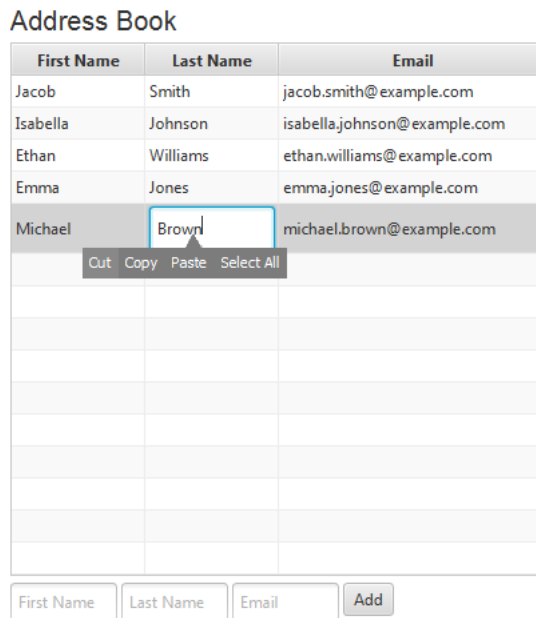 Address Book
First Name Last Name Email
Jacob Smith jacob.smith@example.com
Isabella Johnson isabella.johnson@example.com
Ethan Williams ethan.williams@example.com
Emma Jones emma.jones@example.com
Michael Brown michael.brown@example.com
Cut Copy Paste Select All
First Name Last Name Email Add